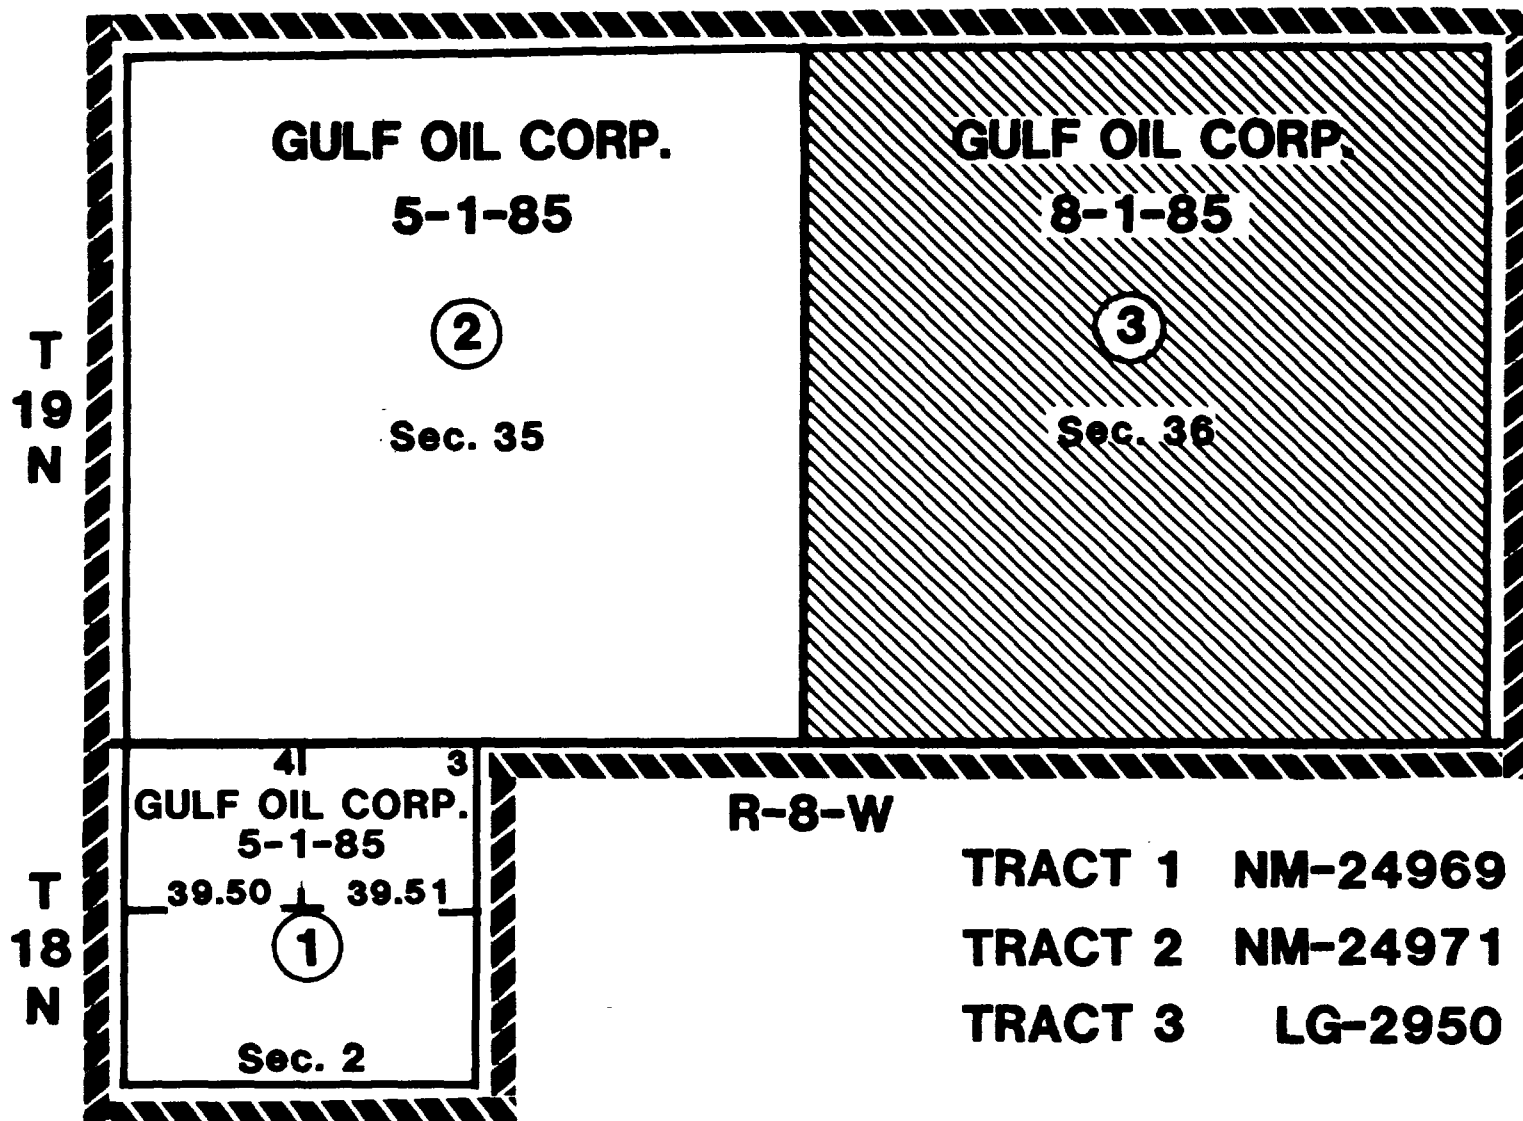 GULF OIL CORP.
5-1-85
2
Sec. 35
GULF OIL CORP.
8-1-85
3
Sec. 36
T
19
N
4 3
GULF OIL CORP.
5-1-85
39.50 39.51
1
Sec. 2
T
18
N
R-8-W
TRACT 1 NM-24969
TRACT 2 NM-24971
TRACT 3 LG-2950